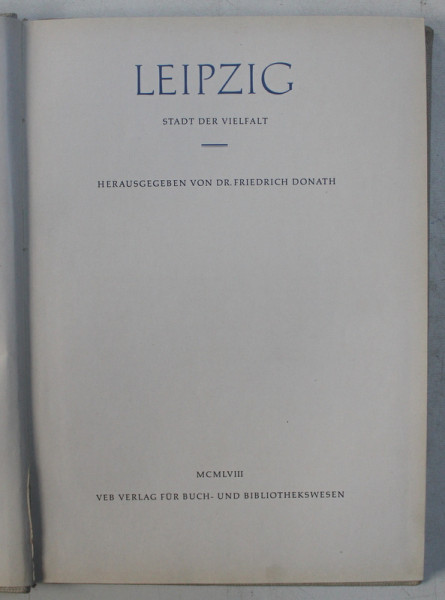 LEIPZIG
STADT DER VIELFALT
HERAUSGEGEBEN VON DR. FRIEDRICH DONATH
MCMLVIII
VEB VERLAG FÜR BUCH- UND BIBLIOTHEKSWESEN